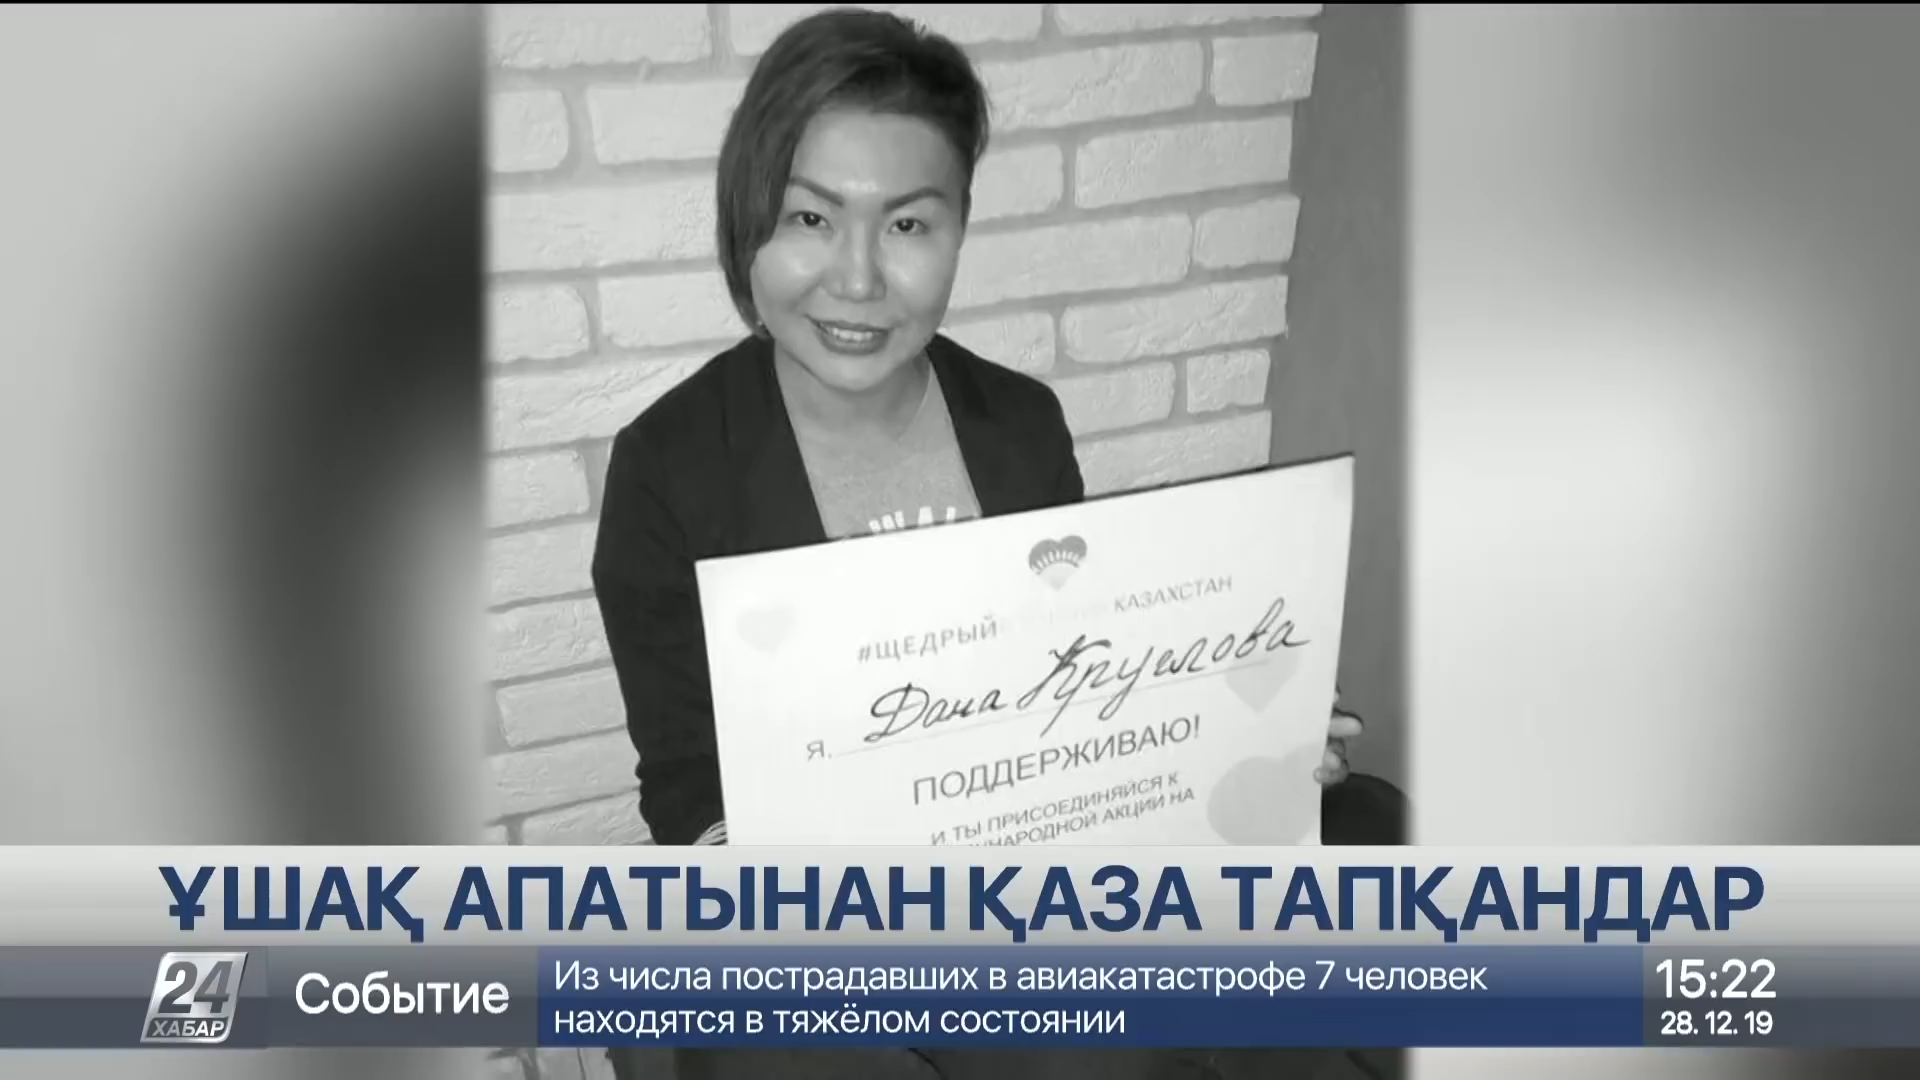 #ЩЕДРЫЙ КАЗАХСТАН
Я, Дана Круглова
ПОДДЕРЖИВАЮ!
И ТЫ ПРИСОЕДИНЯЙСЯ К
АКЦИИ НА
ҰШАҚ АПАТЫНАН ҚАЗА ТАПҚАНДАР
24
ХАБАР
Событие
Из числа пострадавших в авиакатастрофе 7 человек
находятся в тяжёлом состоянии
15:22
28. 12. 19